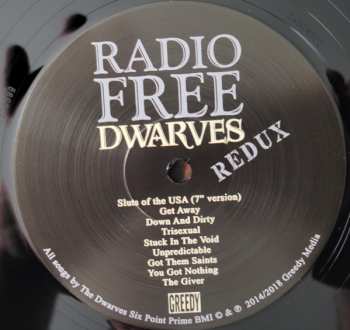 RADIO
FREE
DWARVES
REDUX
Sluts of the USA (7" version)
Get Away
Down And Dirty
Trisexual
Stuck In The Void
Unpredictable
Got Them Saints
You Got Nothing
The Giver
GREEDY
All songs by The Dwarves Six Point Prime BMI © & ℗ 2014/2018 Greedy Media